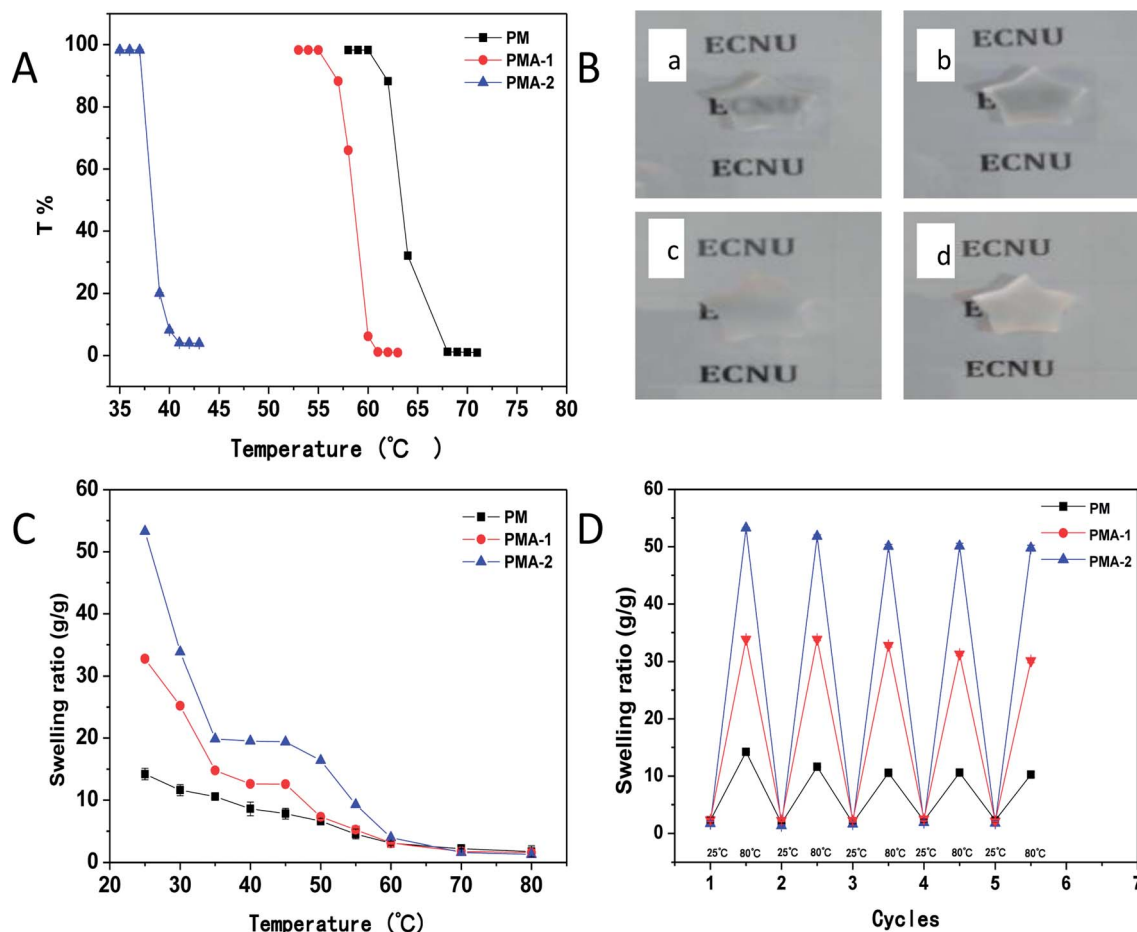 A
T %
100
80
60
40
20
0
PM
PMA-1
PMA-2
35 40 45 50 55 60 65 70 75 80
Temperature (℃ )
B
a
ECNU
ECNU
ECNU
b
ECNU
E
ECNU
c
ECNU
E
ECNU
d
ECNU
E
ECNU
C
Swelling ratio (g/g)
60
50
40
30
20
10
0
PM
PMA-1
PMA-2
20 30 40 50 60 70 80
Temperature (℃)
D
Swelling ratio (g/g)
60
50
40
30
20
10
0
PM
PMA-1
PMA-2
25℃ 80℃ 25℃ 80℃ 25℃ 80℃ 25℃ 80℃ 25℃ 80℃
1 2 3 4 5 6 7
Cycles